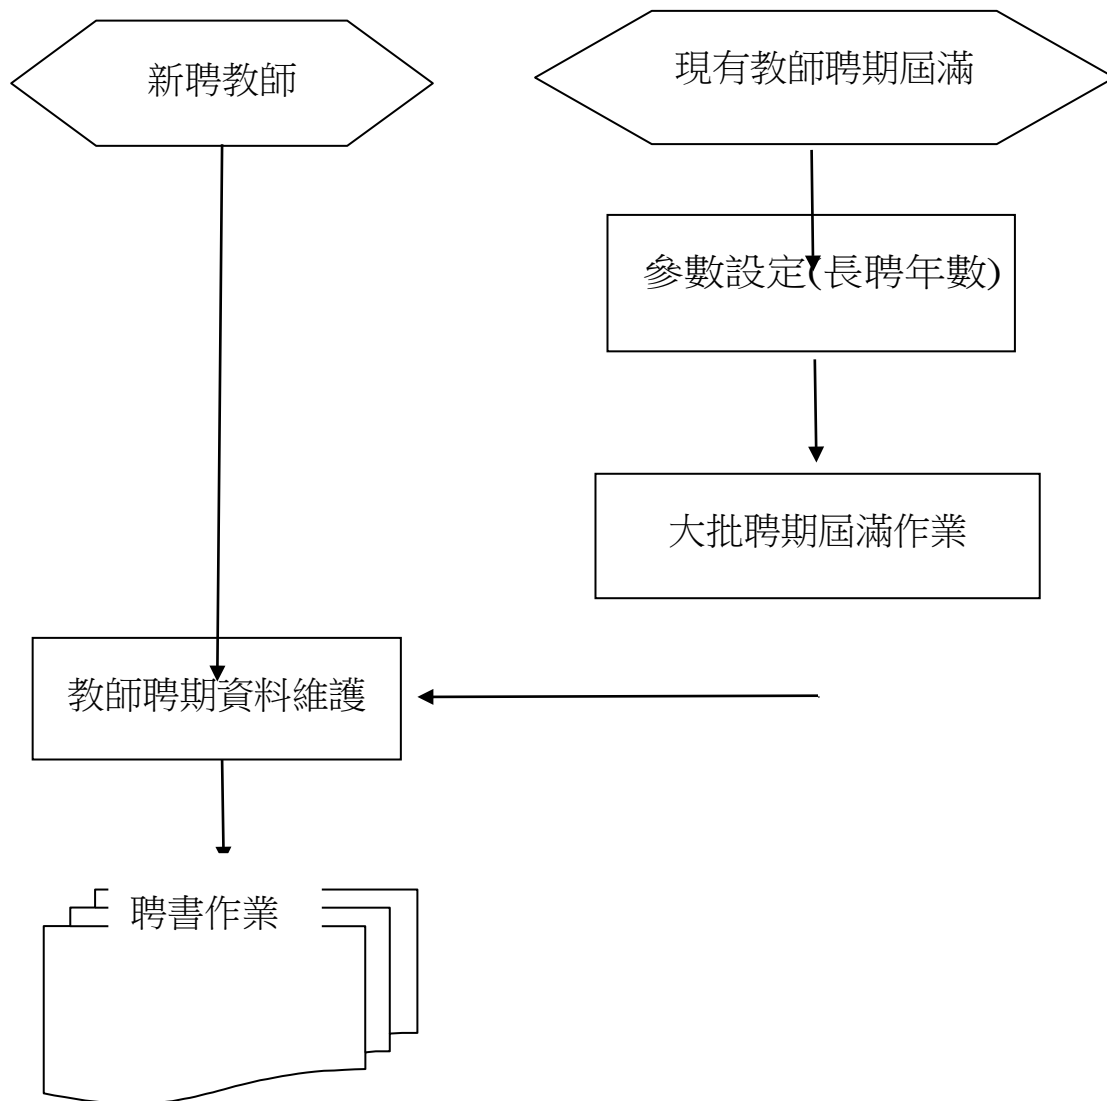 新聘教師
現有教師聘期屆滿
參數設定(長聘年數)
大批聘期屆滿作業
教師聘期資料維護
聘書作業